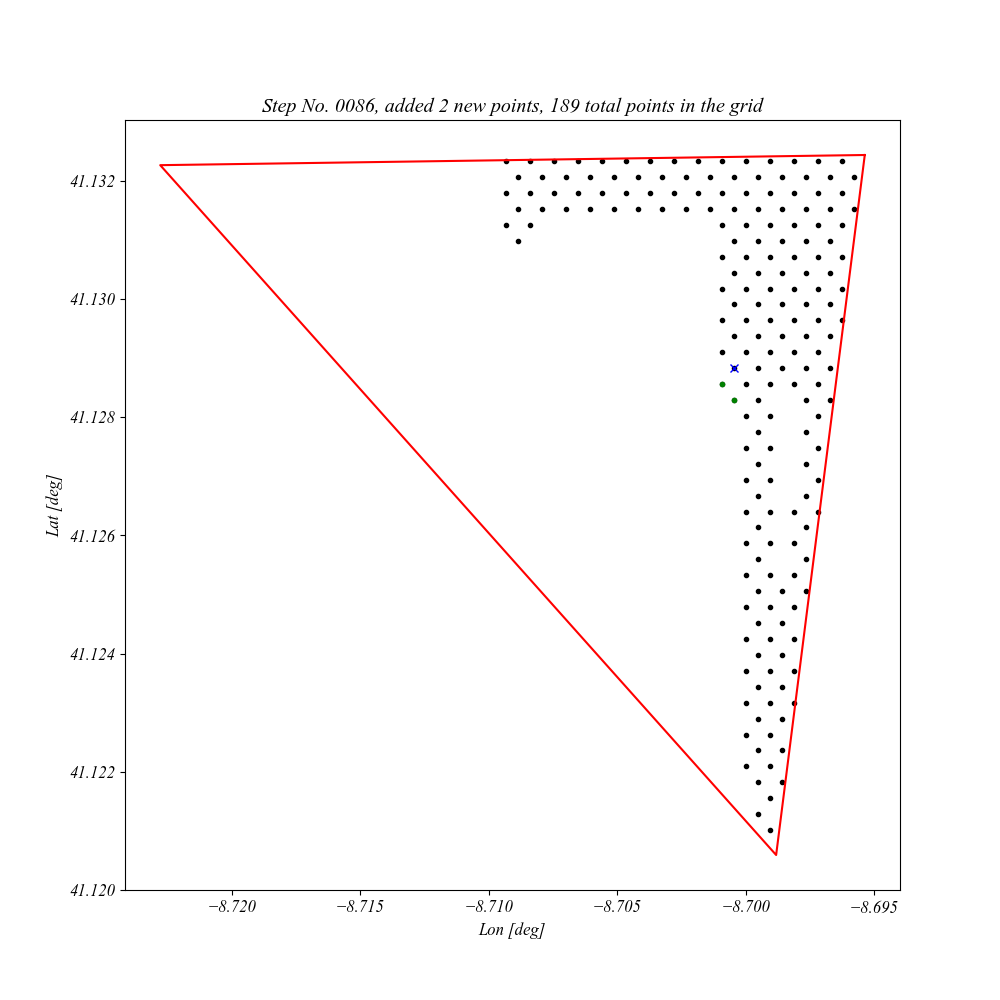 Step No. 0086, added 2 new points, 189 total points in the grid
41.132
41.130
41.128
41.126
41.124
41.122
41.120
Lat [deg]
−8.720 −8.715 −8.710 −8.705 −8.700 −8.695
Lon [deg]